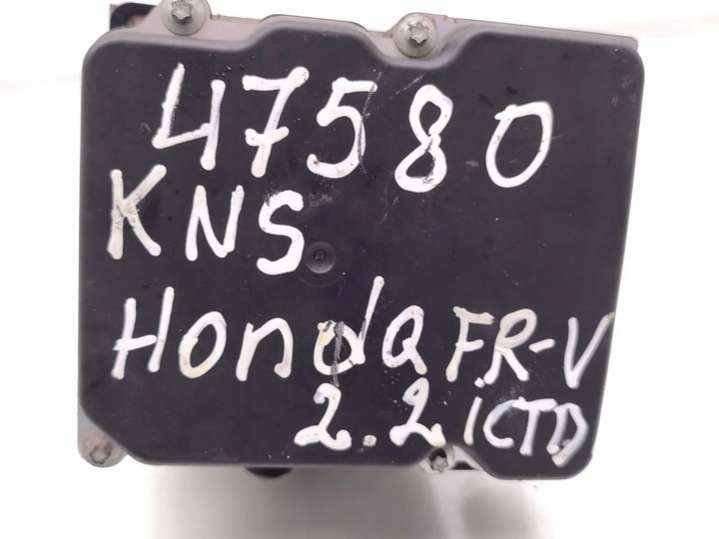 47580
KNS
Honda FR-V
2.2 iCTD